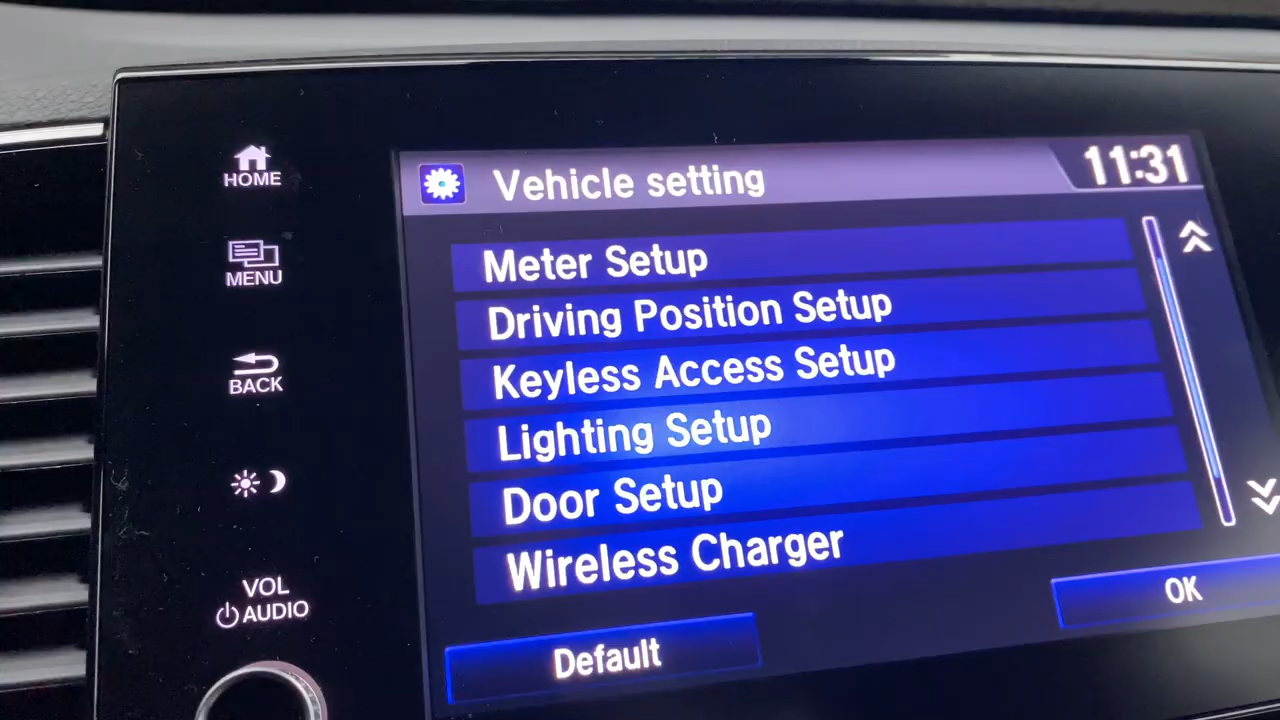 HOME
MENU
BACK
VOL
AUDIO
Vehicle setting
11:31
Meter Setup
Driving Position Setup
Keyless Access Setup
Lighting Setup
Door Setup
Wireless Charger
Default
OK